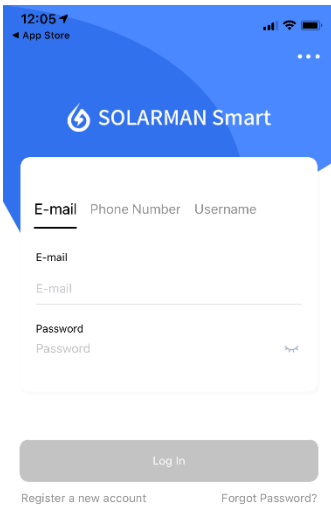 12:05
App Store
SOLARMAN Smart
E-mail Phone Number Username
E-mail
E-mail
Password
Password
Log In
Register a new account Forgot Password?